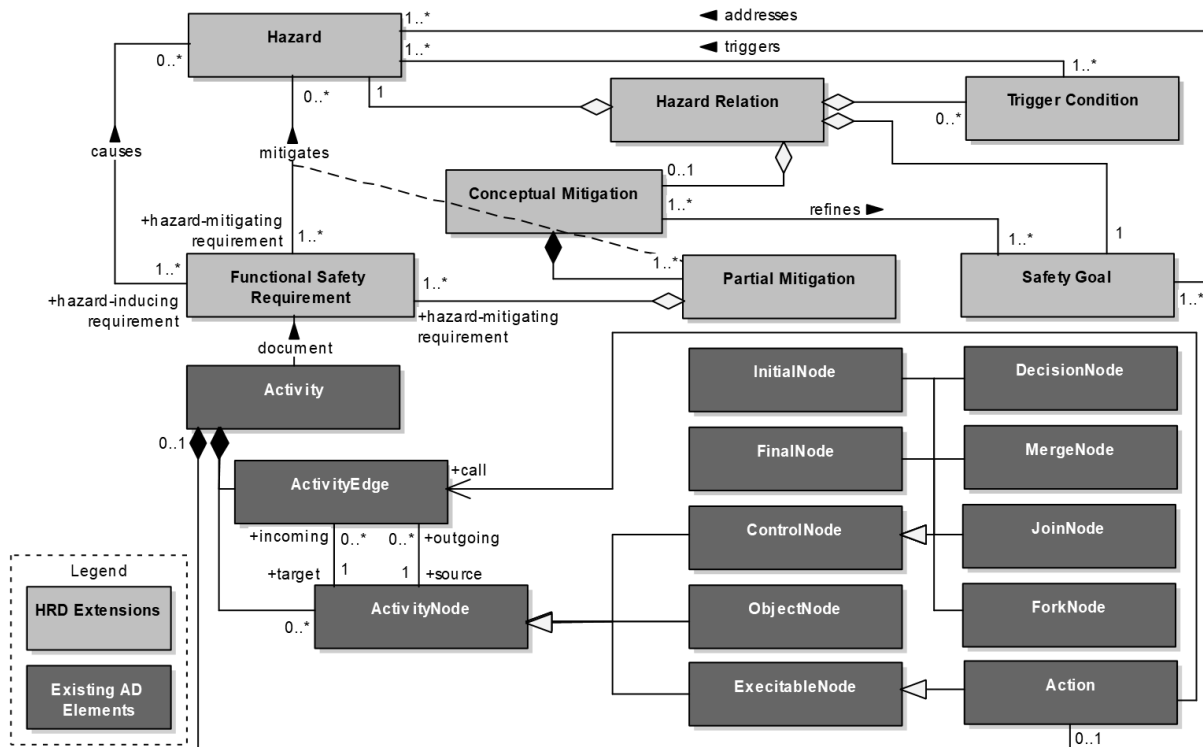 Hazard
1..*
◄ addresses
1..*
◄ triggers
0..*
1
1..*
Hazard Relation
Trigger Condition
0..*
0..*
causes
mitigates
0..1
Conceptual Mitigation
1..*
refines ►
+hazard-mitigating
requirement
1..*
1..*
1
1..*
Functional Safety
Requirement
1..*
1..*
Partial Mitigation
Safety Goal
1..*
+hazard-inducing
requirement
+hazard-mitigating
requirement
document
Activity
InitialNode
DecisionNode
0..1
FinalNode
MergeNode
ActivityEdge
+call
+incoming
0..*
0..*
+outgoing
ControlNode
JoinNode
+target
1
1
+source
ActivityNode
0..*
ObjectNode
ForkNode
ExecitableNode
Action
0..1
Legend
HRD Extensions
Existing AD
Elements